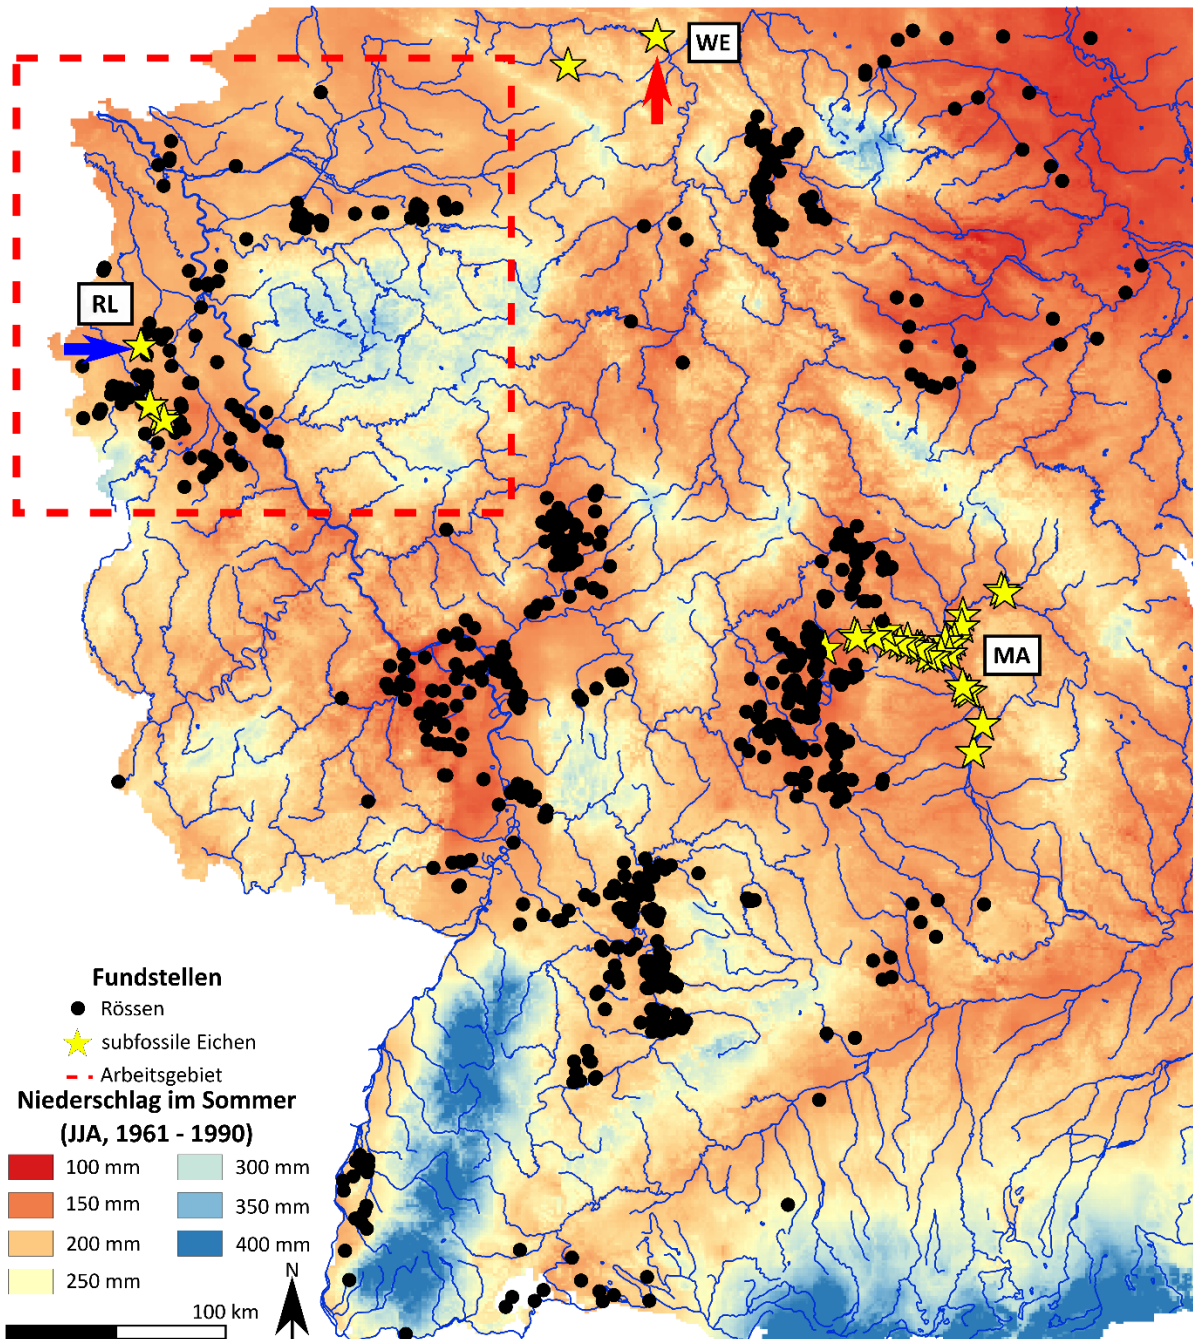 WE
RL
MA
Fundstellen
Rössen
subfossile Eichen
Arbeitsgebiet
Niederschlag im Sommer
(JJA, 1961 - 1990)
100 mm
150 mm
200 mm
250 mm
300 mm
350 mm
400 mm
N
100 km